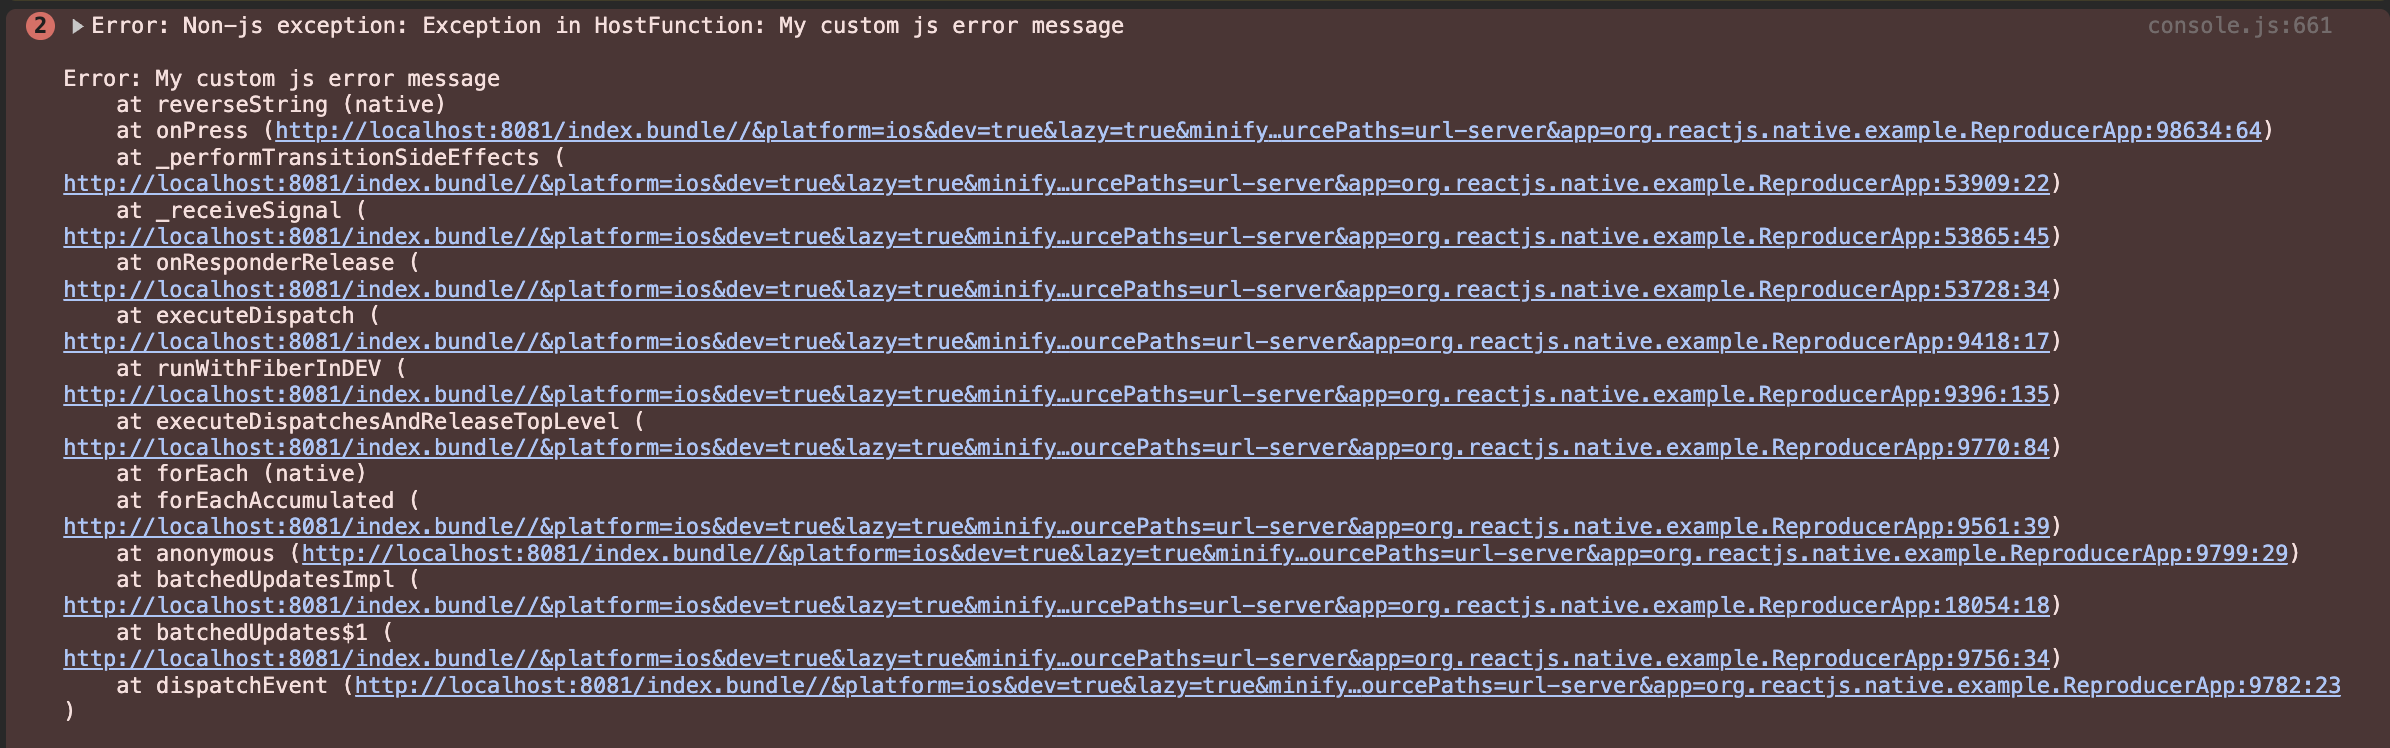 2 ▶Error: Non-js exception: Exception in HostFunction: My custom js error message console.js:661
Error: My custom js error message
at reverseString (native)
at onPress (http://localhost:8081/index.bundle//&platform=ios&dev=true&lazy=true&minify…urcePaths=url-server&app=org.reactjs.native.example.ReproducerApp:98634:64)
at _performTransitionSideEffects (
http://localhost:8081/index.bundle//&platform=ios&dev=true&lazy=true&minify…urcePaths=url-server&app=org.reactjs.native.example.ReproducerApp:53909:22)
at _receiveSignal (
http://localhost:8081/index.bundle//&platform=ios&dev=true&lazy=true&minify…urcePaths=url-server&app=org.reactjs.native.example.ReproducerApp:53865:45)
at onResponderRelease (
http://localhost:8081/index.bundle//&platform=ios&dev=true&lazy=true&minify…urcePaths=url-server&app=org.reactjs.native.example.ReproducerApp:53728:34)
at executeDispatch (
http://localhost:8081/index.bundle//&platform=ios&dev=true&lazy=true&minify…ourcePaths=url-server&app=org.reactjs.native.example.ReproducerApp:9418:17)
at runWithFiberInDEV (
http://localhost:8081/index.bundle//&platform=ios&dev=true&lazy=true&minify…urcePaths=url-server&app=org.reactjs.native.example.ReproducerApp:9396:135)
at executeDispatchesAndReleaseTopLevel (
http://localhost:8081/index.bundle//&platform=ios&dev=true&lazy=true&minify…ourcePaths=url-server&app=org.reactjs.native.example.ReproducerApp:9770:84)
at forEach (native)
at forEachAccumulated (
http://localhost:8081/index.bundle//&platform=ios&dev=true&lazy=true&minify…ourcePaths=url-server&app=org.reactjs.native.example.ReproducerApp:9561:39)
at anonymous (http://localhost:8081/index.bundle//&platform=ios&dev=true&lazy=true&minify…ourcePaths=url-server&app=org.reactjs.native.example.ReproducerApp:9799:29)
at batchedUpdatesImpl (
http://localhost:8081/index.bundle//&platform=ios&dev=true&lazy=true&minify…urcePaths=url-server&app=org.reactjs.native.example.ReproducerApp:18054:18)
at batchedUpdates$1 (
http://localhost:8081/index.bundle//&platform=ios&dev=true&lazy=true&minify…ourcePaths=url-server&app=org.reactjs.native.example.ReproducerApp:9756:34)
at dispatchEvent (http://localhost:8081/index.bundle//&platform=ios&dev=true&lazy=true&minify…ourcePaths=url-server&app=org.reactjs.native.example.ReproducerApp:9782:23
)